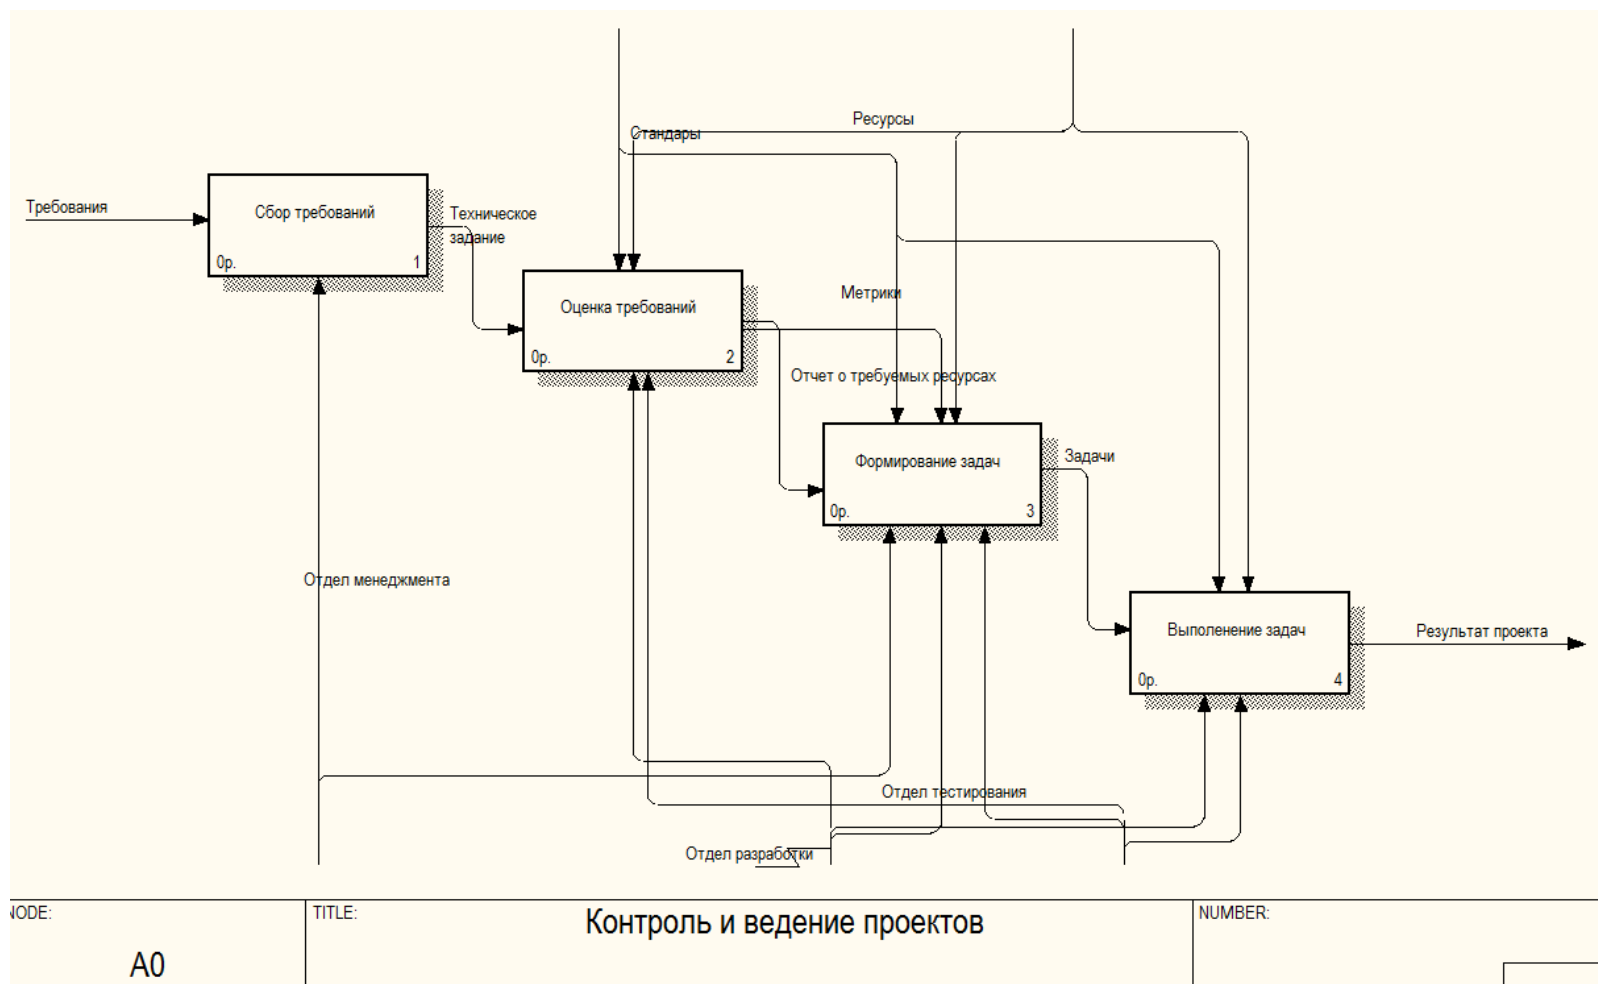 Ресурсы
Стандары
Требования
Сбор требований
0р. 1
Техническое
задание
Оценка требований
0р. 2
Метрики
Отчет о требуемых ресурсах
Формирование задач
0р. 3
Задачи
Отдел менеджмента
Выполенение задач
0р. 4
Результат проекта
Отдел тестирования
Отдел разработки
NODE:
A0
TITLE:
Контроль и ведение проектов
NUMBER: